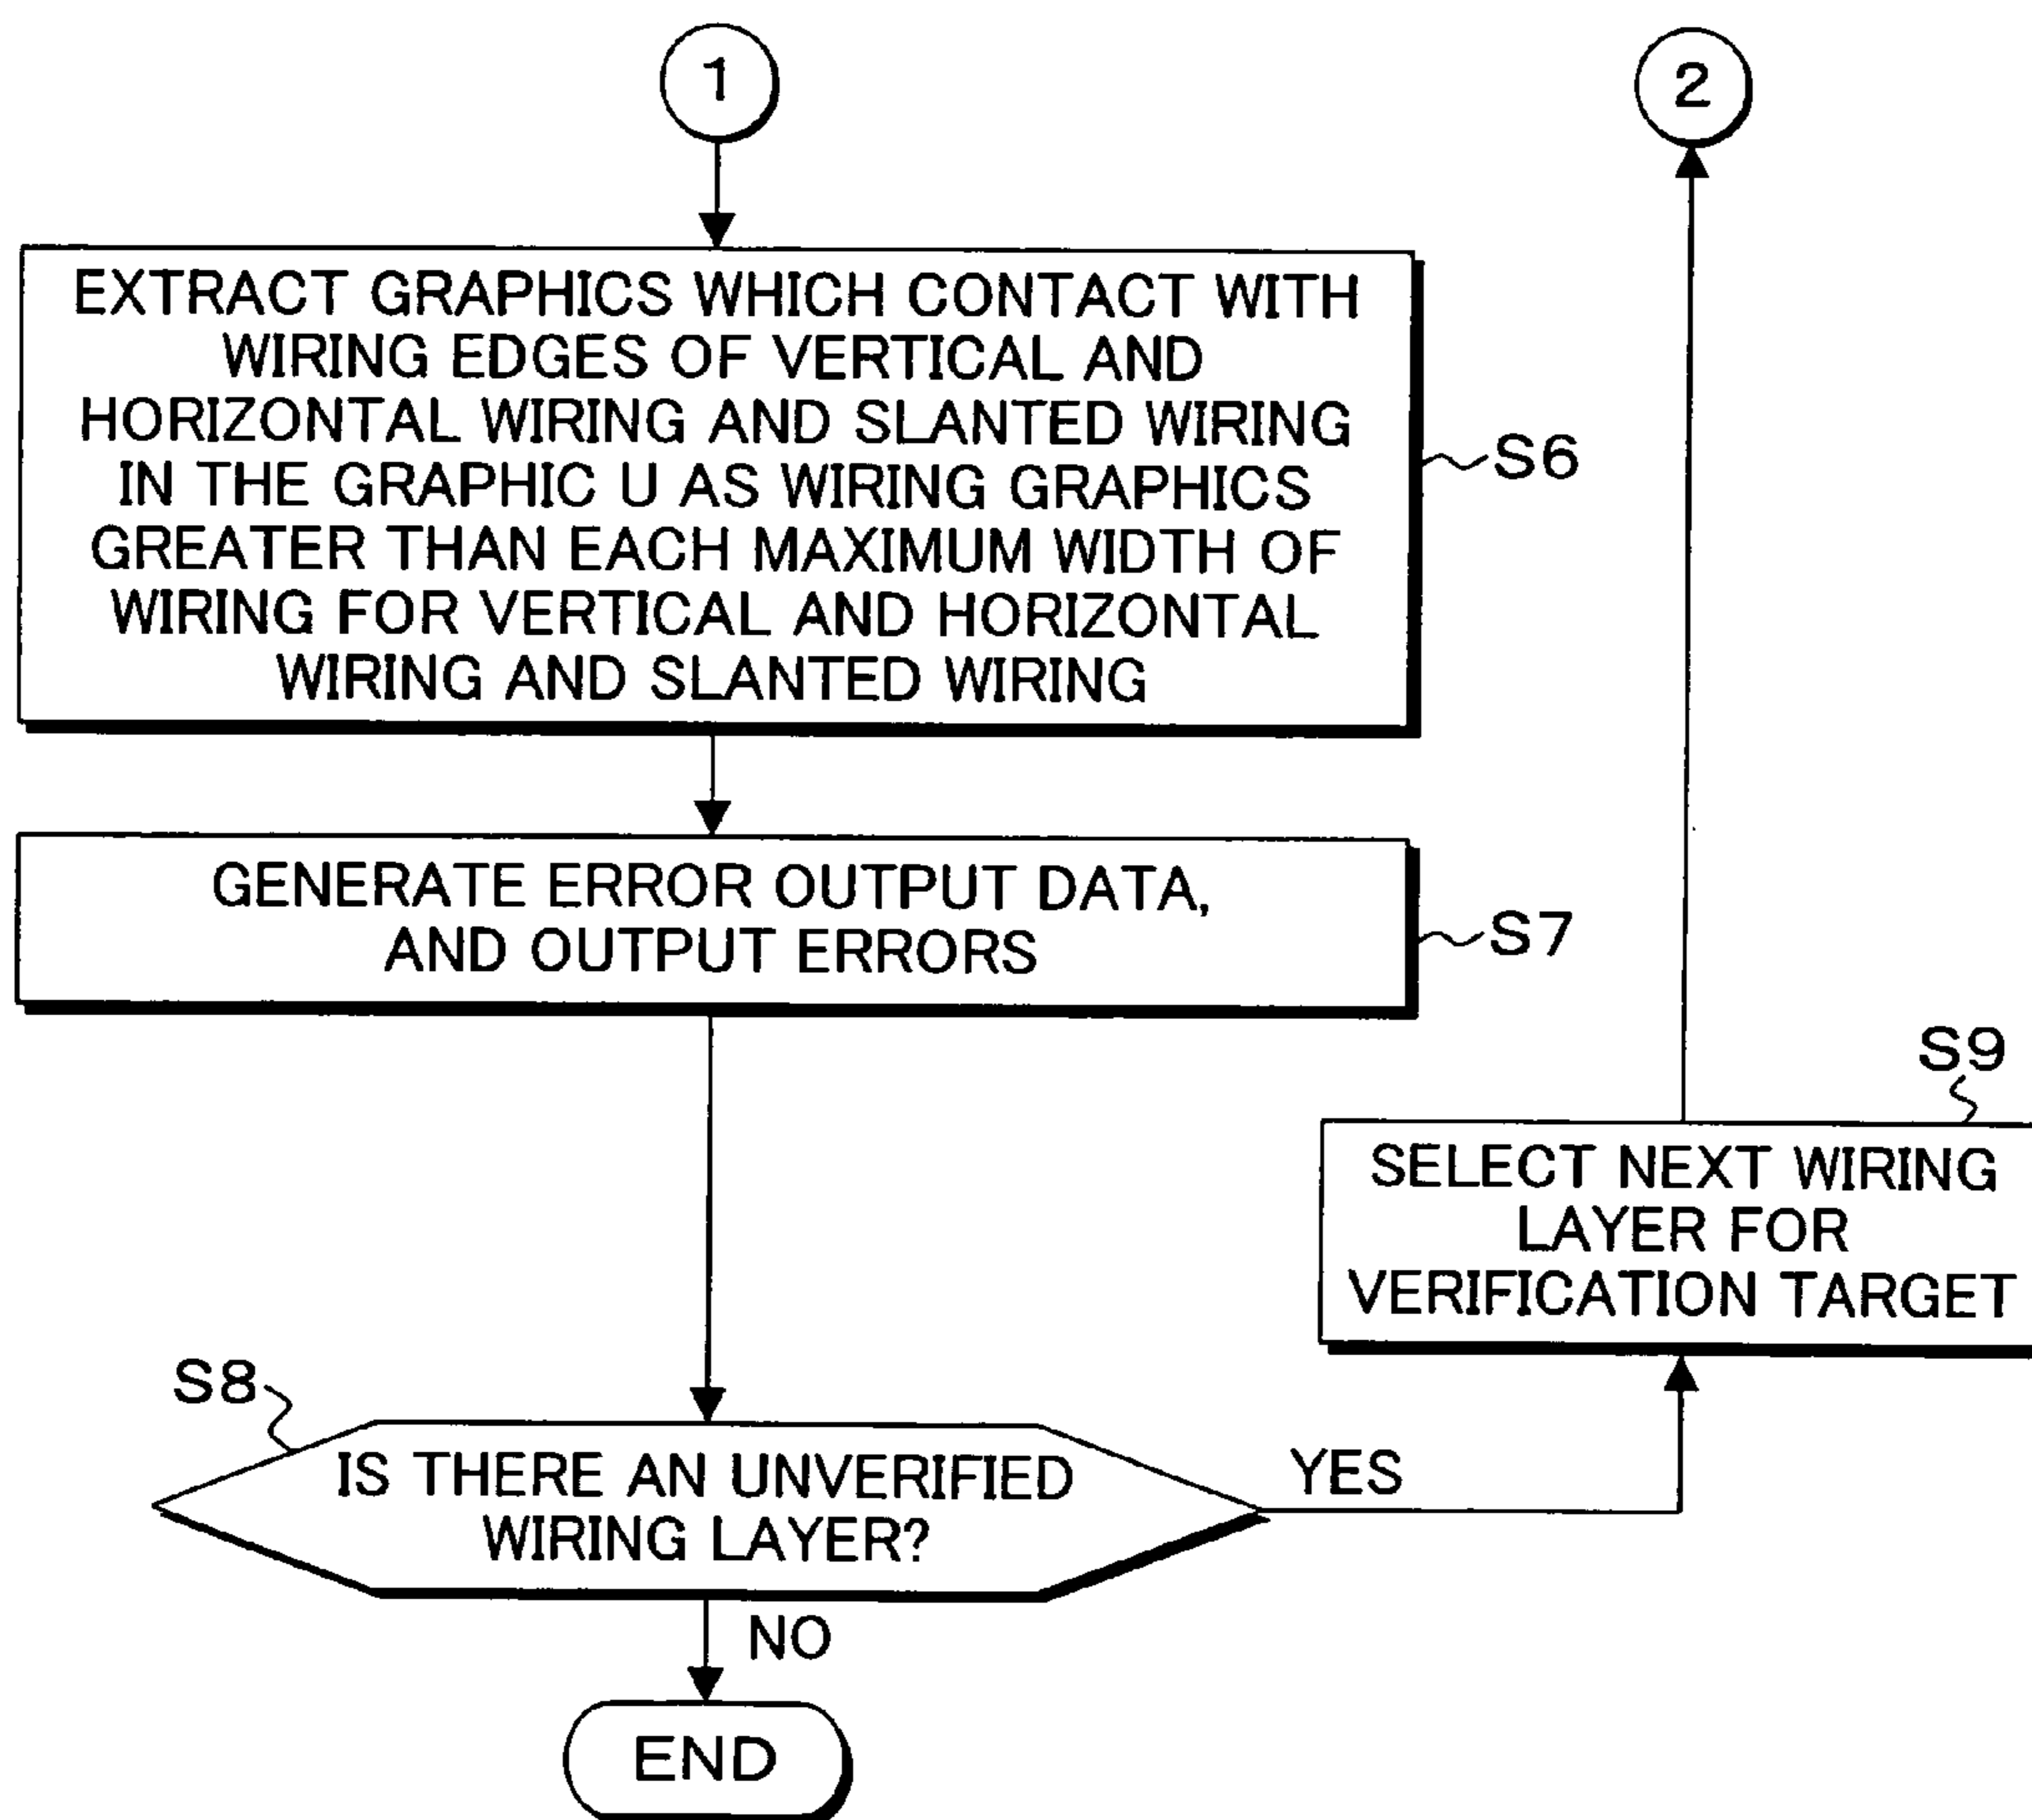 1
2
EXTRACT GRAPHICS WHICH CONTACT WITH
WIRING EDGES OF VERTICAL AND
HORIZONTAL WIRING AND SLANTED WIRING
IN THE GRAPHIC U AS WIRING GRAPHICS
GREATER THAN EACH MAXIMUM WIDTH OF
WIRING FOR VERTICAL AND HORIZONTAL
WIRING AND SLANTED WIRING
S6
GENERATE ERROR OUTPUT DATA,
AND OUTPUT ERRORS
S7
S9
SELECT NEXT WIRING
LAYER FOR
VERIFICATION TARGET
S8
IS THERE AN UNVERIFIED
WIRING LAYER?
YES
NO
END